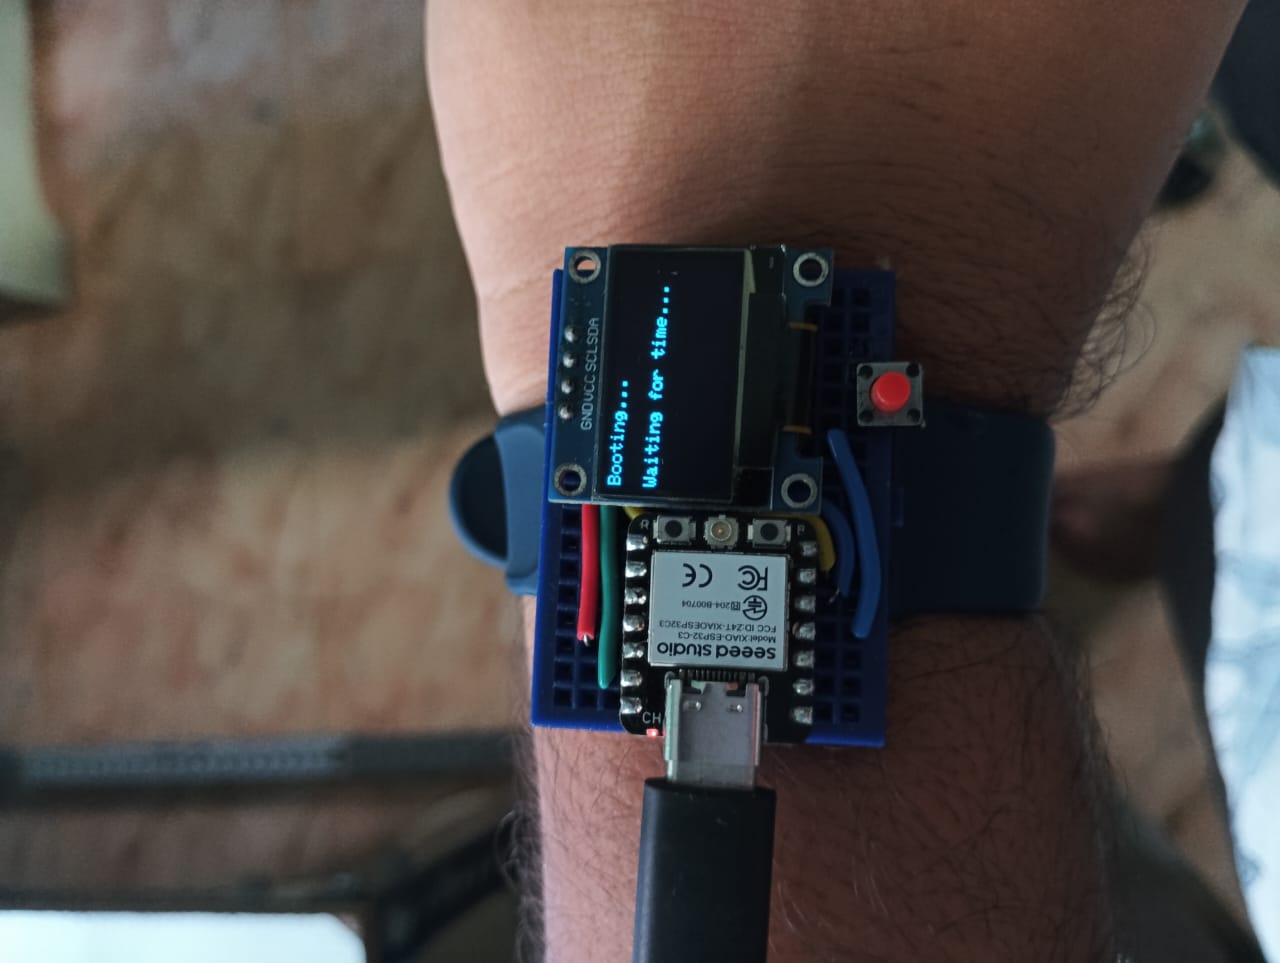 Booting...
Waiting for time...
GND VCC SCL SDA
R
seeed studio
Model:XIAO-ESP32-C3
FCC ID:Z4T-XIAOESP32C3
204-B00704
CE
FC
CH